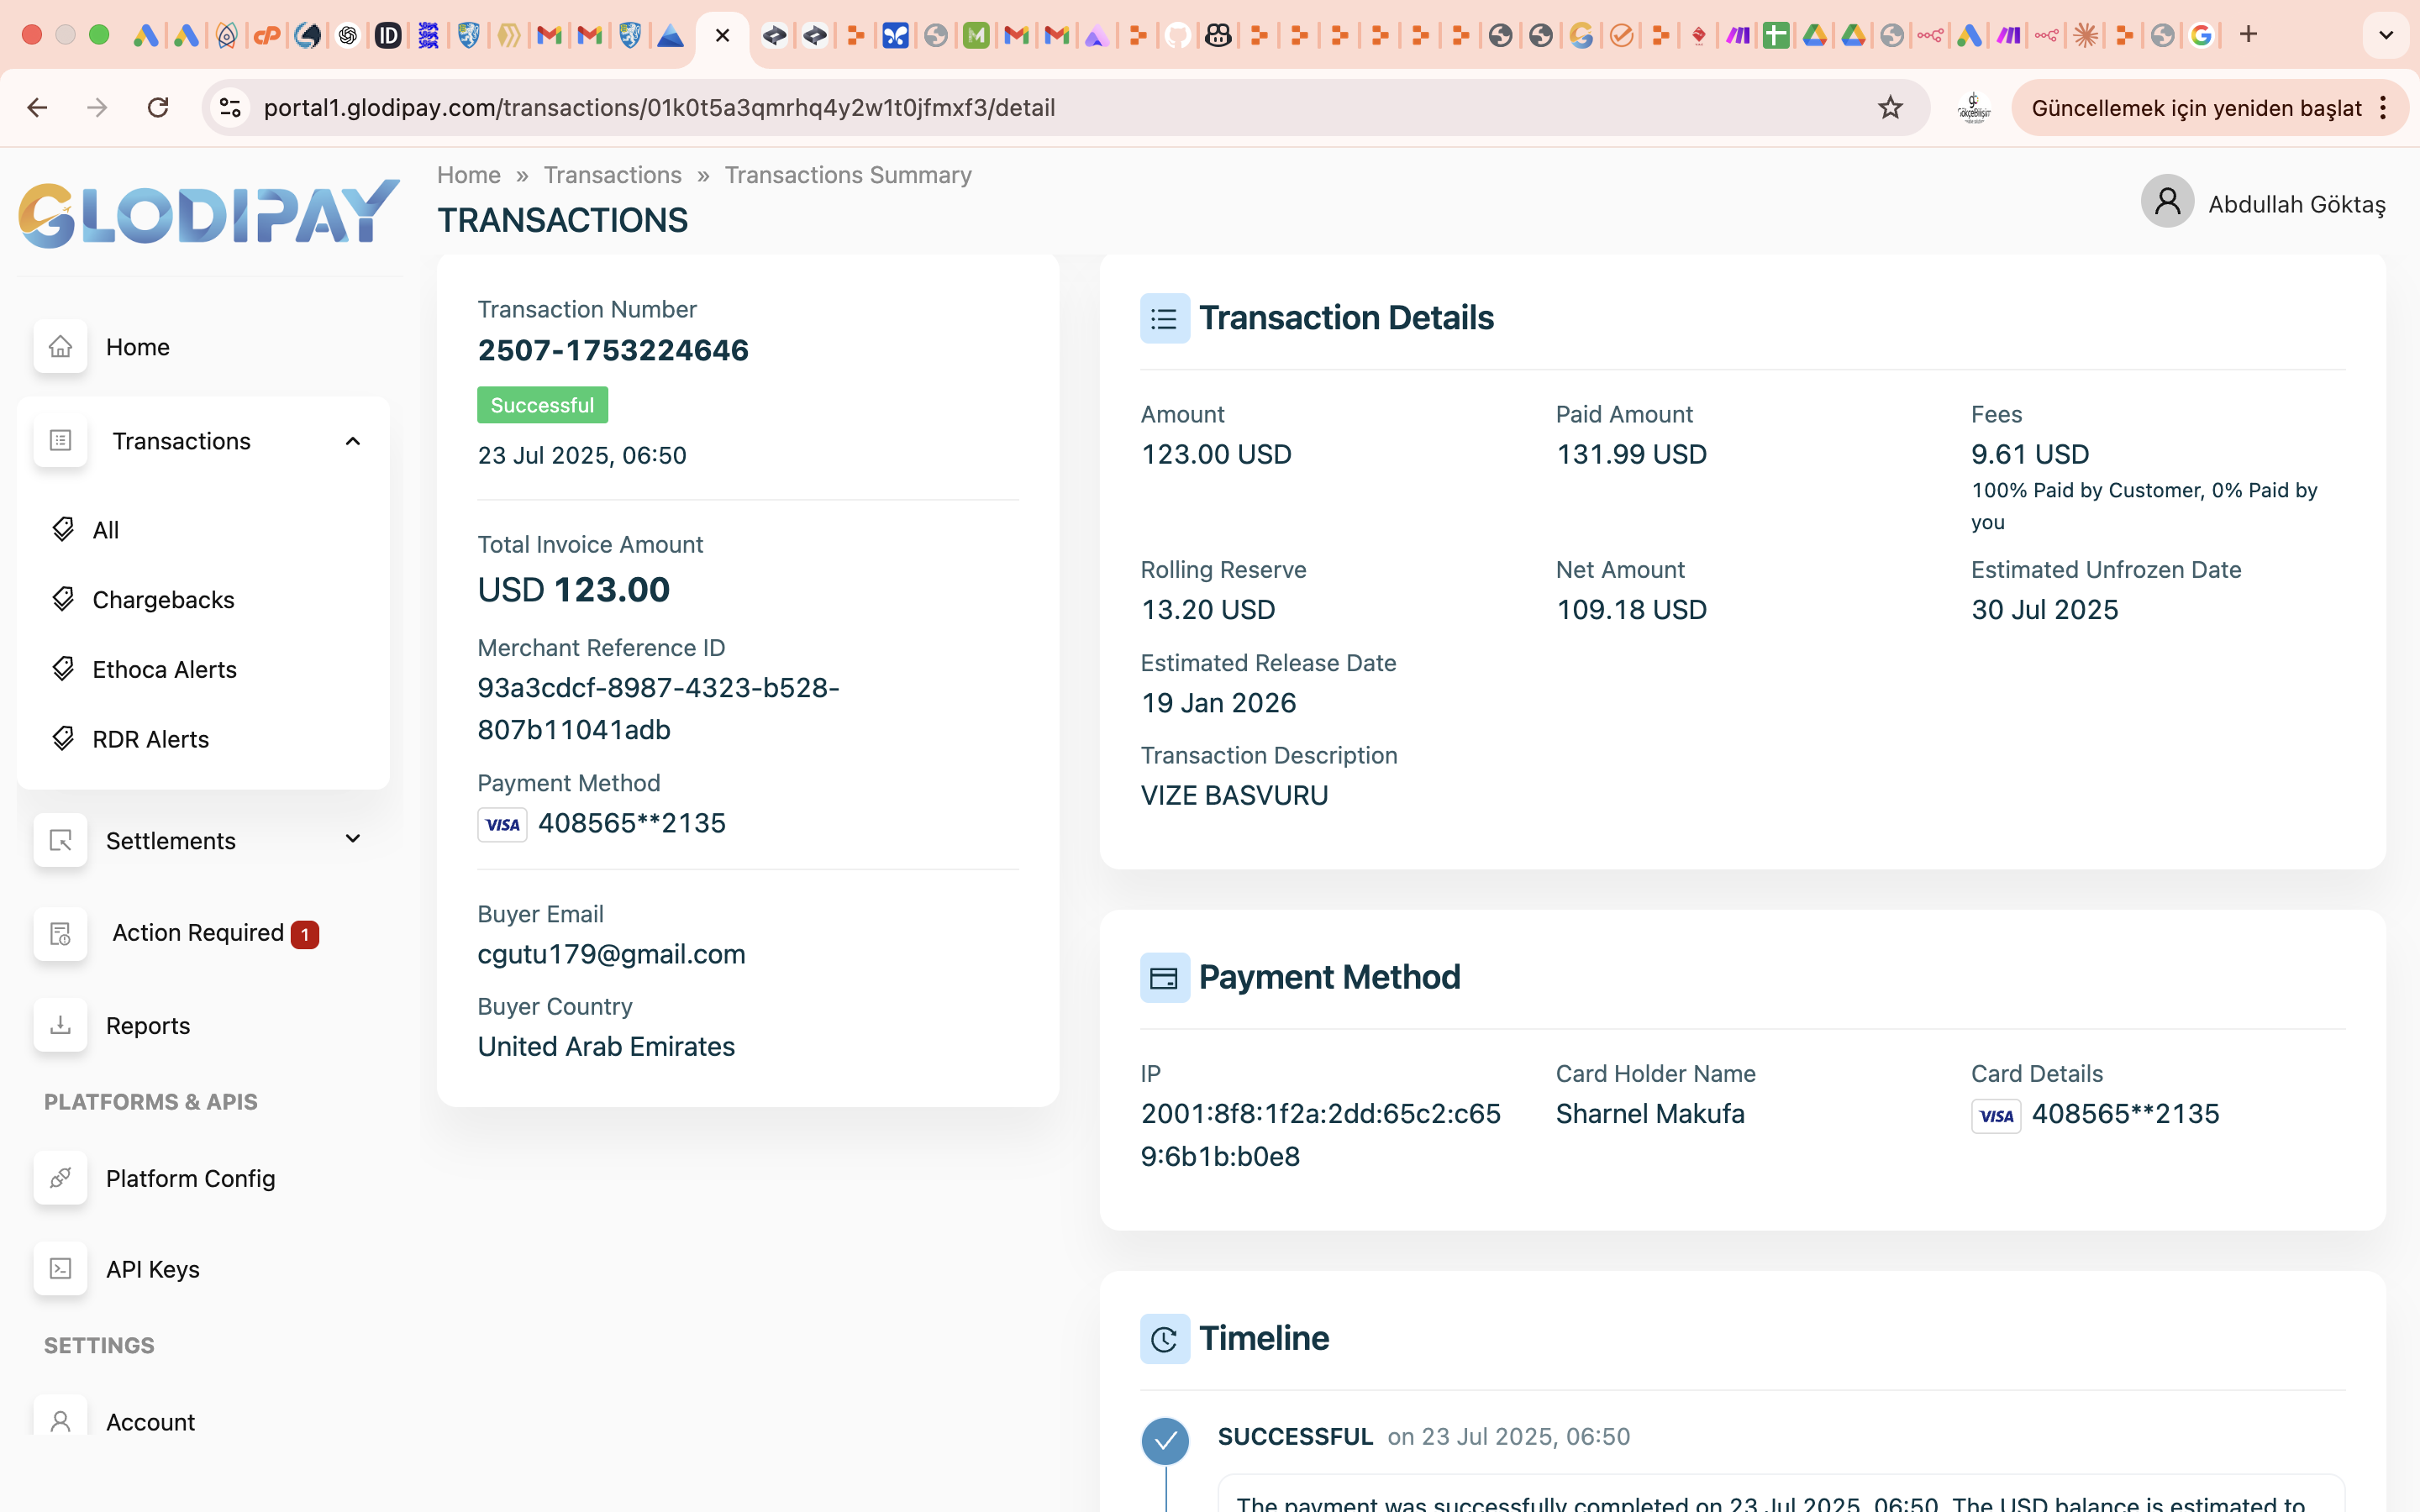 portal1.glodipay.com/transactions/01k0t5a3qmrhq4y2w1t0jfmxf3/detail
Güncellemek için yeniden başlat
GLODIPAY
Home » Transactions » Transactions Summary
TRANSACTIONS
Abdullah Göktaş
Home
Transactions
All
Chargebacks
Ethoca Alerts
RDR Alerts
Settlements
Action Required 1
Reports
PLATFORMS & APIS
Platform Config
API Keys
SETTINGS
Account
Transaction Number
2507-1753224646
Successful
23 Jul 2025, 06:50
Total Invoice Amount
USD 123.00
Merchant Reference ID
93a3cdcf-8987-4323-b528-
807b11041adb
Payment Method
VISA 408565**2135
Buyer Email
cgutu179@gmail.com
Buyer Country
United Arab Emirates
Transaction Details
Amount
123.00 USD
Paid Amount
131.99 USD
Fees
9.61 USD
100% Paid by Customer, 0% Paid by
you
Rolling Reserve
13.20 USD
Net Amount
109.18 USD
Estimated Unfrozen Date
30 Jul 2025
Estimated Release Date
19 Jan 2026
Transaction Description
VIZE BASVURU
Payment Method
IP
2001:8f8:1f2a:2dd:65c2:c65
9:6b1b:b0e8
Card Holder Name
Sharnel Makufa
Card Details
VISA 408565**2135
Timeline
SUCCESSFUL on 23 Jul 2025, 06:50
The payment was successfully completed on 23 Jul 2025, 06:50. The USD balance is estimated to